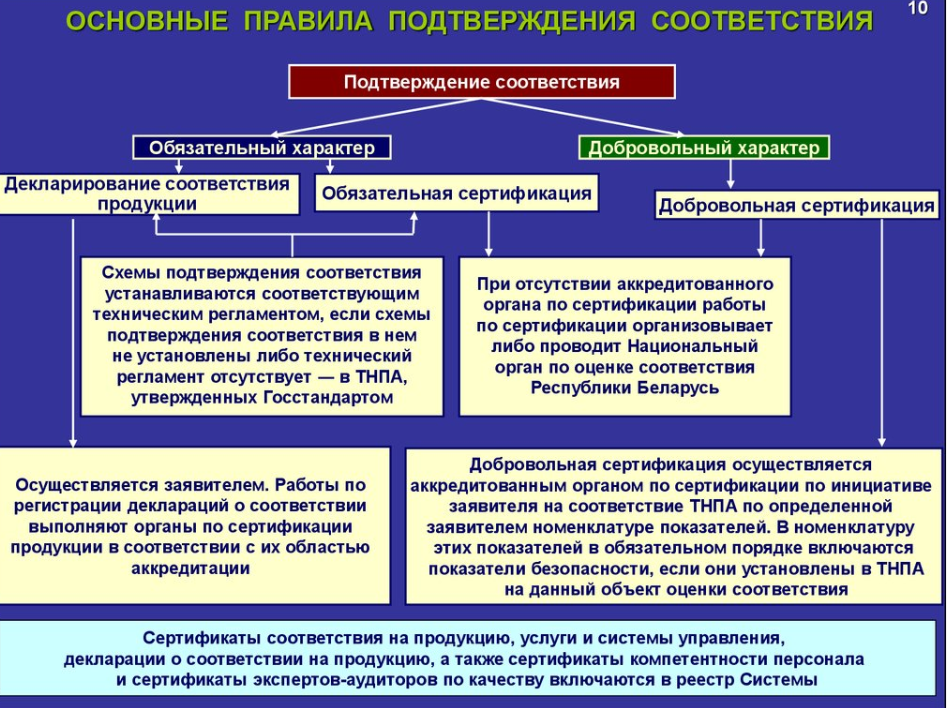 10
ОСНОВНЫЕ ПРАВИЛА ПОДТВЕРЖДЕНИЯ СООТВЕТСТВИЯ
Подтверждение соответствия
Обязательный характер
Добровольный характер
Декларирование соответствия
продукции
Обязательная сертификация
Добровольная сертификация
Схемы подтверждения соответствия
устанавливаются соответствующим
техническим регламентом, если схемы
подтверждения соответствия в нем
не установлены либо технический
регламент отсутствует — в ТНПА,
утвержденных Госстандартом
При отсутствии аккредитованного
органа по сертификации работы
по сертификации организовывает
либо проводит Национальный
орган по оценке соответствия
Республики Беларусь
Осуществляется заявителем. Работы по
регистрации деклараций о соответствии
выполняют органы по сертификации
продукции в соответствии с их областью
аккредитации
Добровольная сертификация осуществляется
аккредитованным органом по сертификации по инициативе
заявителя на соответствие ТНПА по определенной
заявителем номенклатуре показателей. В номенклатуру
этих показателей в обязательном порядке включаются
показатели безопасности, если они установлены в ТНПА
на данный объект оценки соответствия
Сертификаты соответствия на продукцию, услуги и системы управления,
декларации о соответствии на продукцию, а также сертификаты компетентности персонала
и сертификаты экспертов-аудиторов по качеству включаются в реестр Системы